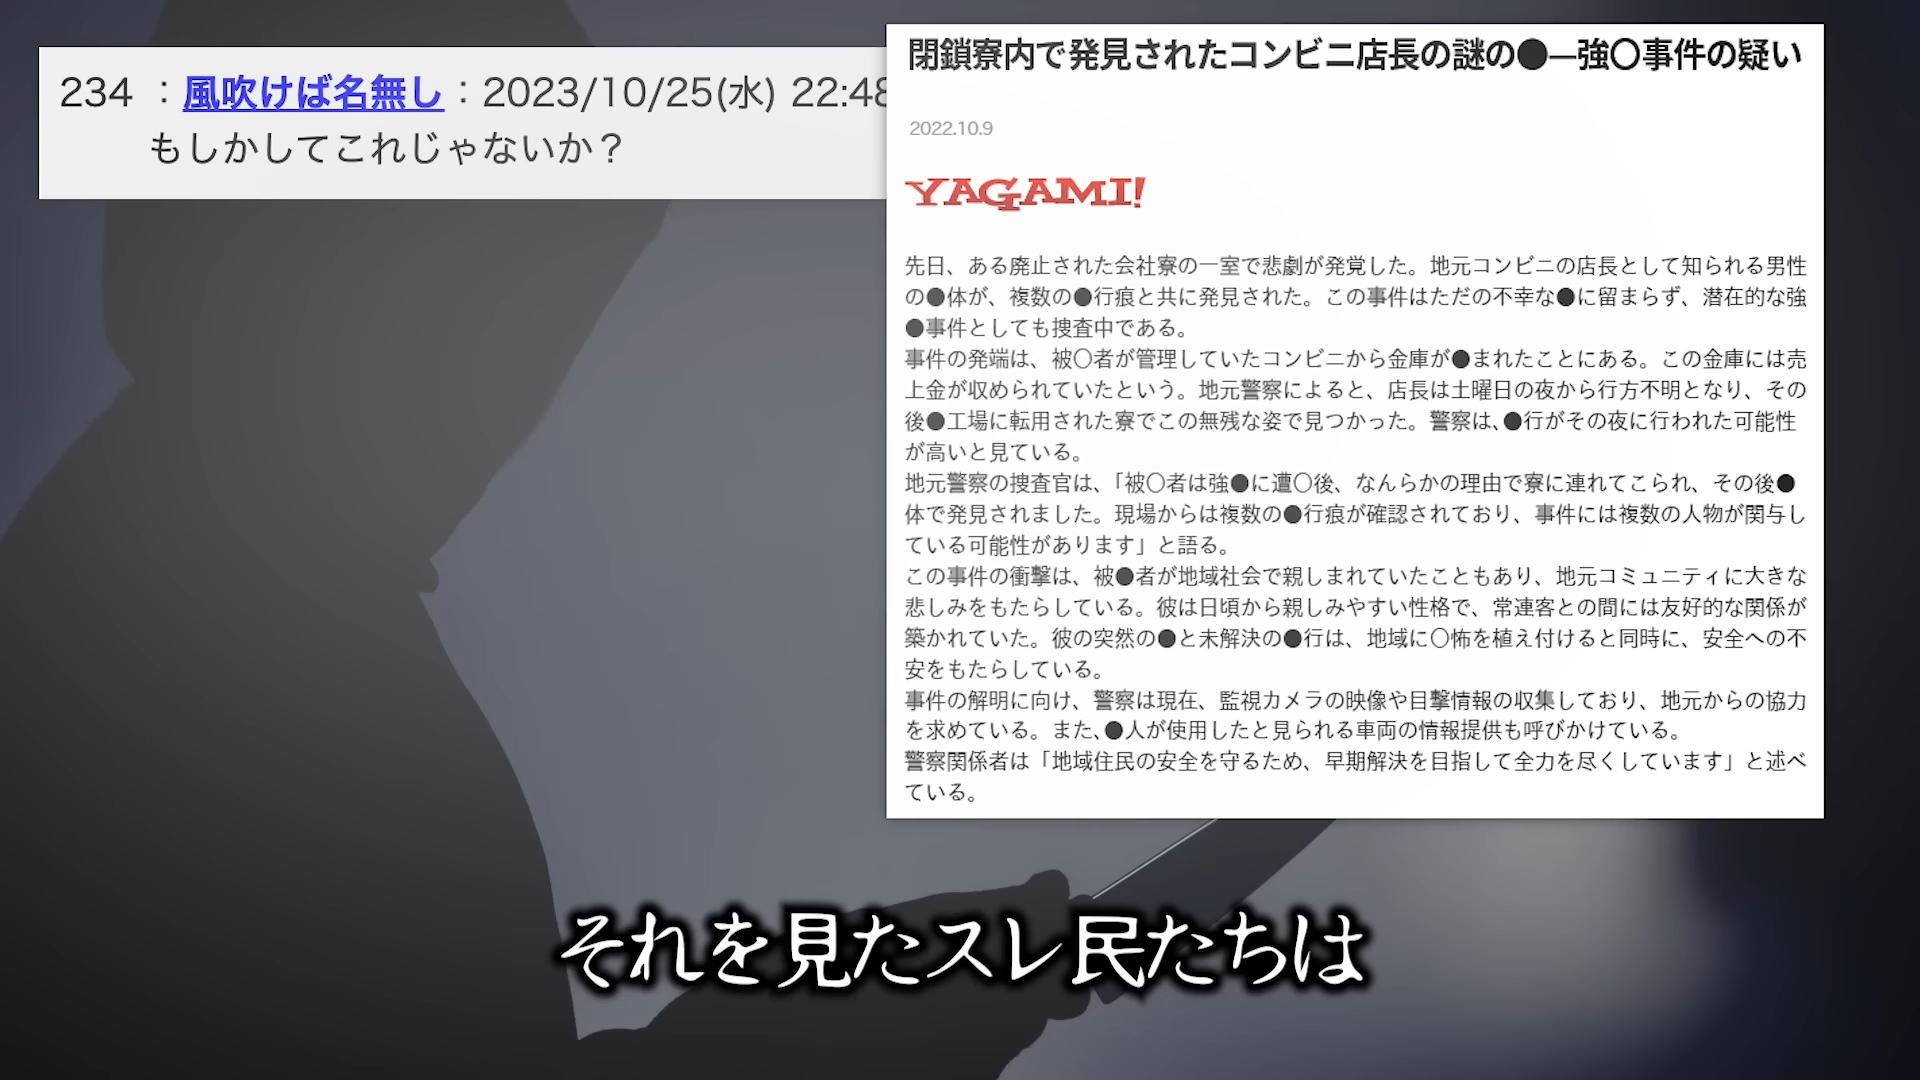 234 ：風吹けば名無し：2023/10/25(水) 22:48
もしかしてこれじゃないか？
閉鎖寮内で発見されたコンビニ店長の謎の●—強〇事件の疑い
2022.10.9
YAGAMI!
先日、ある廃止された会社寮の一室で悲劇が発覚した。地元コンビニの店長として知られる男性
の●体が、複数の●行痕と共に発見された。この事件はただの不幸な●に留まらず、潜在的な強
●事件としても捜査中である。
事件の発端は、被〇者が管理していたコンビニから金庫が●まれたことにある。この金庫には売
上金が収められていたという。地元警察によると、店長は土曜日の夜から行方不明となり、その
後●工場に転用された寮でこの無残な姿で見つかった。警察は、●行がその夜に行われた可能性
が高いと見ている。
地元警察の捜査官は、「被〇者は強●に遭〇後、なんらかの理由で寮に連れてこられ、その後●
体で発見されました。現場からは複数の●行痕が確認されており、事件には複数の人物が関与し
ている可能性があります」と語る。
この事件の衝撃は、被●者が地域社会で親しまれていたこともあり、地元コミュニティに大きな
悲しみをもたらしている。彼は日頃から親しみやすい性格で、常連客との間には友好的な関係が
築かれていた。彼の突然の●と未解決の●行は、地域に〇怖を植え付けると同時に、安全への不
安をもたらしている。
事件の解明に向け、警察は現在、監視カメラの映像や目撃情報の収集しており、地元からの協力
を求めている。また、●人が使用したと見られる車両の情報提供も呼びかけている。
警察関係者は「地域住民の安全を守るため、早期解決を目指して全力を尽くしています」と述べ
ている。
それを見たスレ民たちは